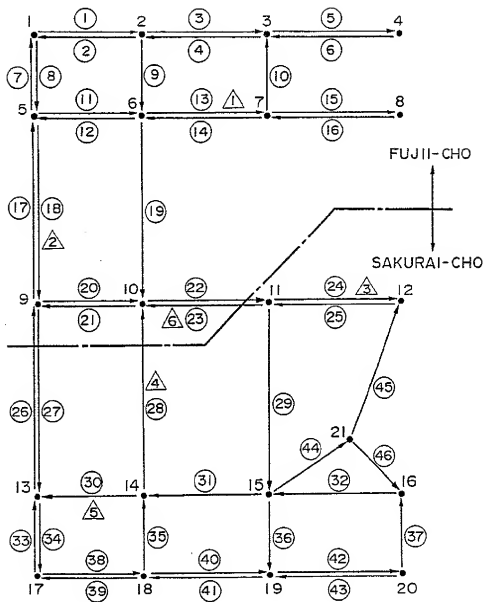 1 ① 2 ③ 3 ⑤ 4
② ④ ⑥
⑦ ⑧ ⑨ ⑩
5 ⑪ 6 ⑬ 1 7 ⑮ 8
⑫ ⑭ ⑯
FUJII-CHO
⑰ ⑱ ⑲
2
SAKURAI-CHO
9 ⑳ 10 ㉒ 11 ㉔ 3 12
㉑ 6 ㉓ ㉕
4
㉖ ㉗ ㉘ ㉙ ㊺
21
㊹ ㊻
13 ㉚ 14 ㉛ 15 ㉜ 16
5
㉝ ㉞ ㉟ ㊱ ㊲
㊳ ㊵ ㊷
17 ㊴ 18 ㊶ 19 ㊸ 20